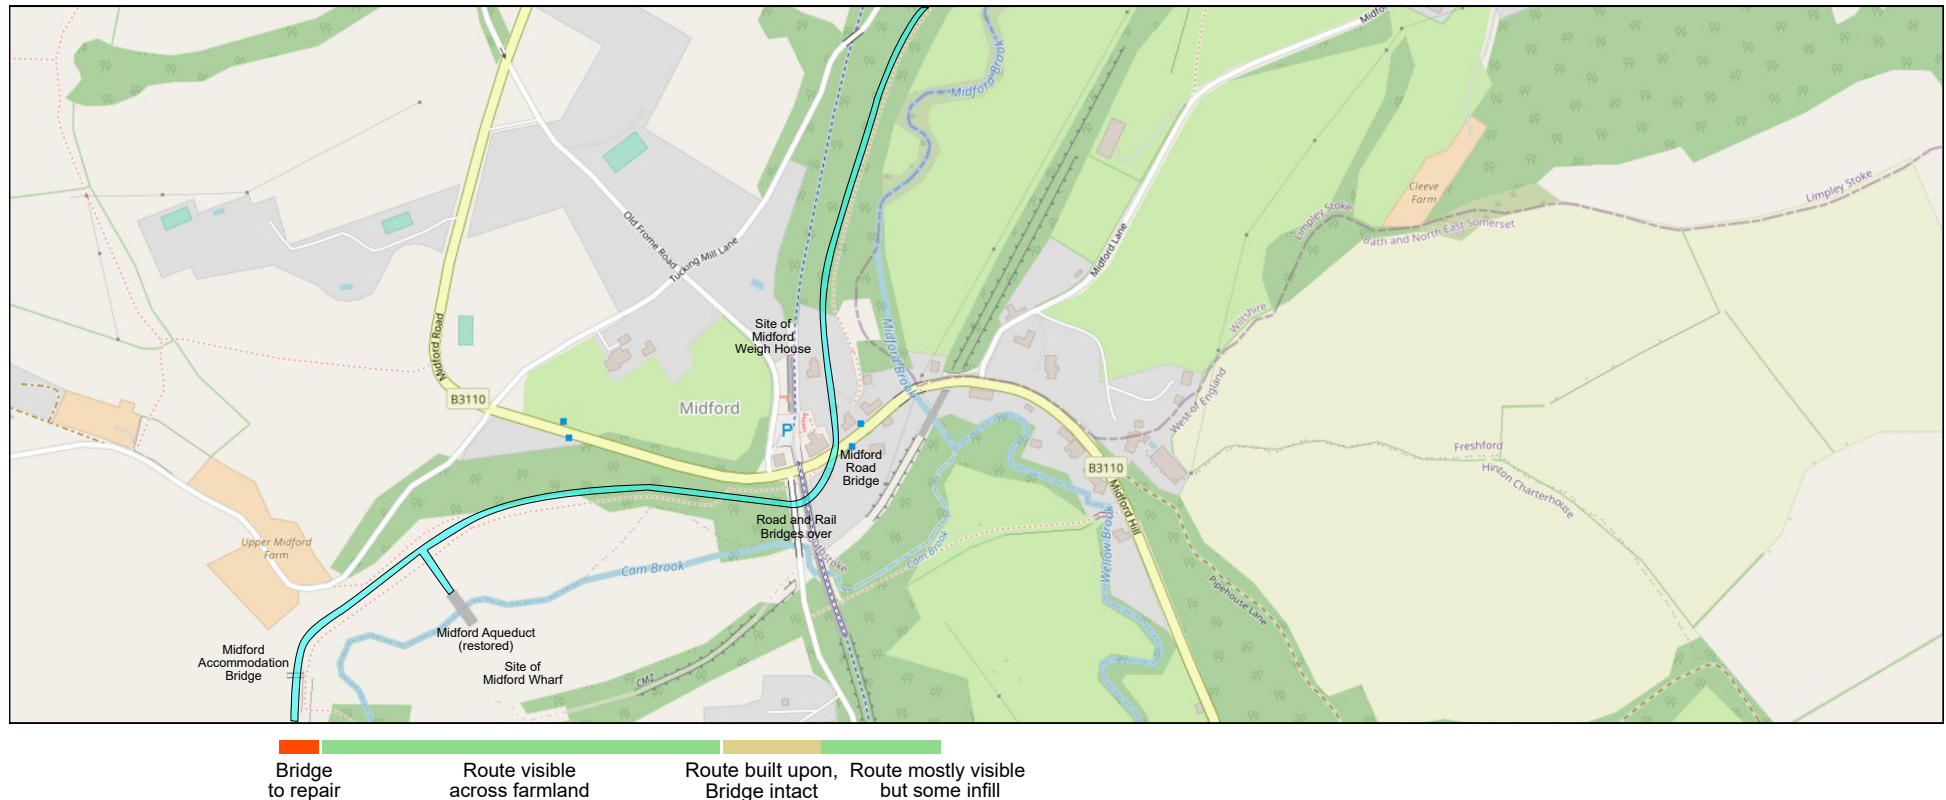 Midfor
Midford Brook
Old Frome Road
Tucking Mill Lane
Midford Lane
Cleeve
Farm
Limpley Stoke
Limpley Stoke
Bath and North East Somerset
Wiltshire
West of England
Midford Road
Site of
Midford
Weigh House
Midford Brook
B3110
Midford
P
Midford
Road
Bridge
B3110
Midford Hill
Freshford
Hinton Charterhouse
Road and Rail
Bridges over
Upper Midford
Farm
Cam Brook
Cam Brook
Wellow Brook
Pipehouse Lane
Midford Aqueduct
(restored)
Midford
Accommodation
Bridge
Site of
Midford Wharf
Bridge
to repair
Route visible
across farmland
Route built upon,
Bridge intact
Route mostly visible
but some infill